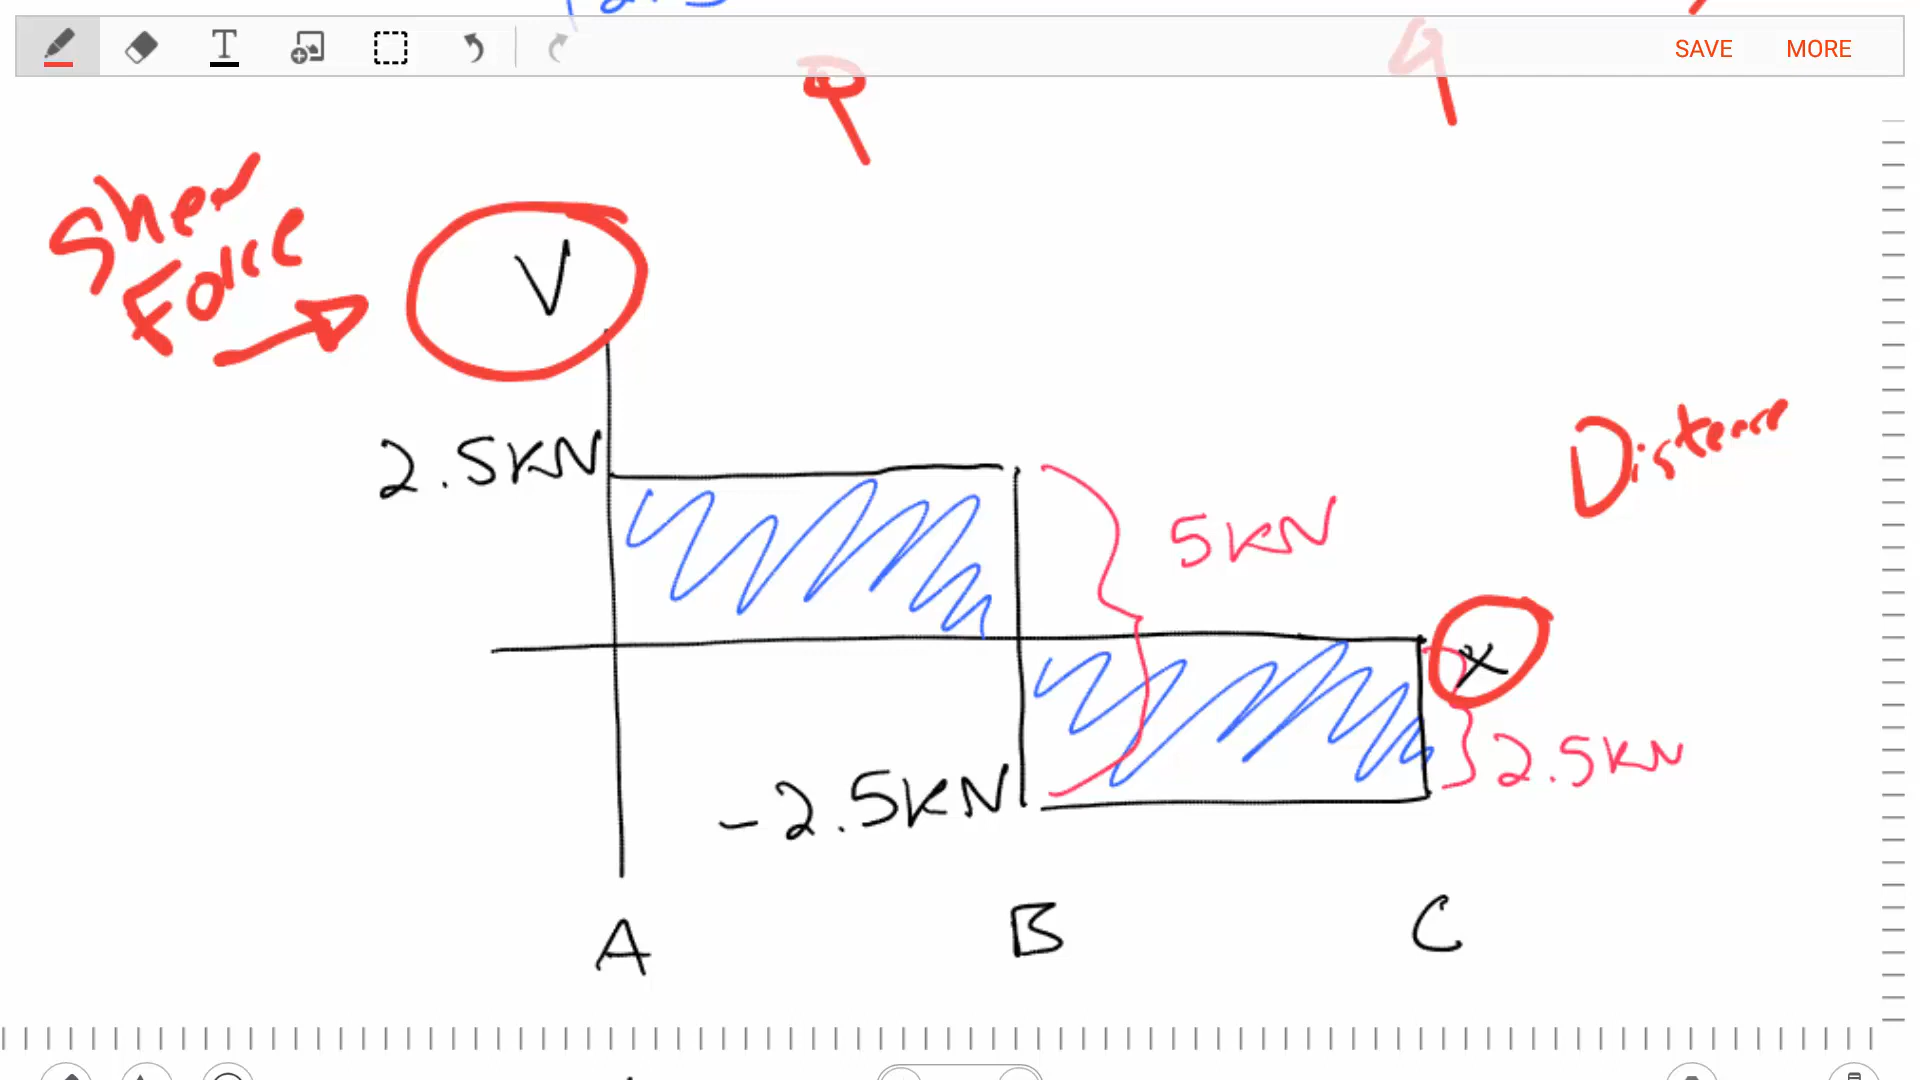 T
SAVE
MORE
Shear
Force
V
2.5KN
Distance
5KN
x
-2.5KN
2.5KN
A
B
C